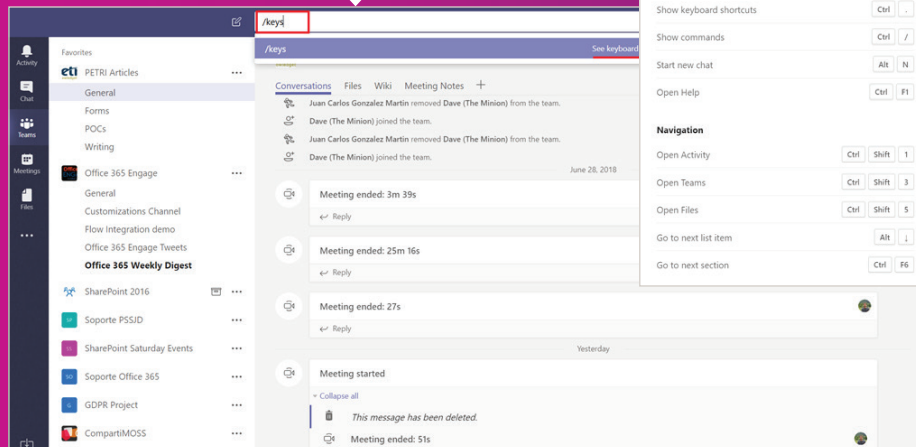 /keys
/keys See keyboard
Activity
Chat
Teams
Meetings
Files
Favorites
PETRI Articles
General
Forms
POCs
Writing
Office 365 Engage
General
Customizations Channel
Flow Integration demo
Office 365 Engage Tweets
Office 365 Weekly Digest
SharePoint 2016
Soporte PSSJD
SharePoint Saturday Events
Soporte Office 365
GDPR Project
CompartiMOSS
Conversations Files Wiki Meeting Notes +
Juan Carlos Gonzalez Martin removed Dave (The Minion) from the team.
Dave (The Minion) joined the team.
Juan Carlos Gonzalez Martin removed Dave (The Minion) from the team.
Dave (The Minion) joined the team.
June 28, 2018
Meeting ended: 3m 39s
Reply
Meeting ended: 25m 16s
Reply
Meeting ended: 27s
Reply
Yesterday
Meeting started
Collapse all
This message has been deleted.
Meeting ended: 51s
Show keyboard shortcuts Ctrl .
Show commands Ctrl /
Start new chat Alt N
Open Help Ctrl F1
Navigation
Open Activity Ctrl Shift 1
Open Teams Ctrl Shift 3
Open Files Ctrl Shift 5
Go to next list item Alt ↓
Go to next section Ctrl F6